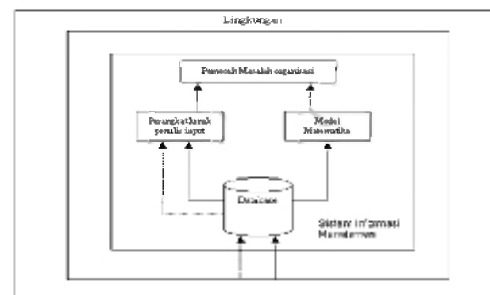 Lingkungan
Pemecah Masalah organisasi
Perangkat lunak
penulis input
Model
Matematika
Database
Sistem Informasi
Manajemen